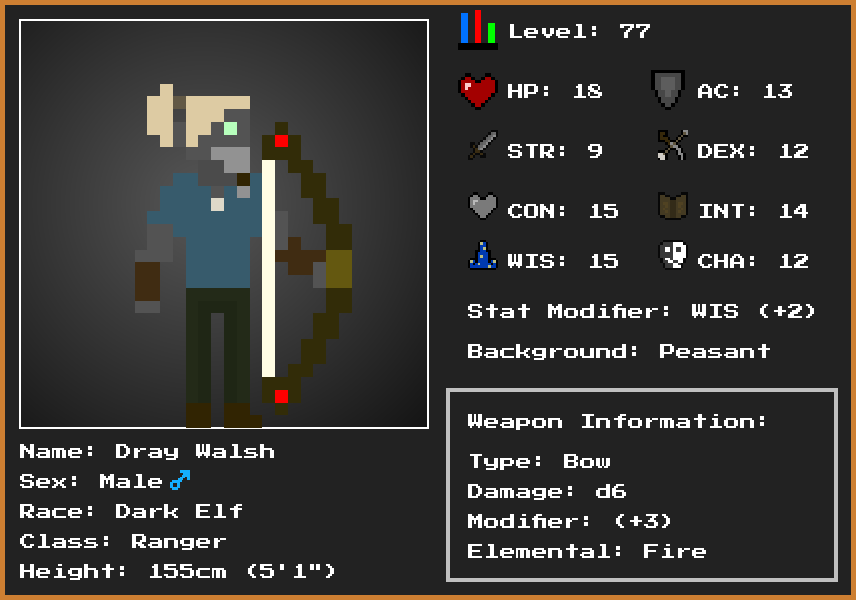 Level: 77
HP: 18
AC: 13
STR: 9
DEX: 12
CON: 15
INT: 14
WIS: 15
CHA: 12
Stat Modifier: WIS (+2)
Background: Peasant
Weapon Information:
Type: Bow
Damage: d6
Modifier: (+3)
Elemental: Fire
Name: Dray Walsh
Sex: Male ♂
Race: Dark Elf
Class: Ranger
Height: 155cm (5'1")